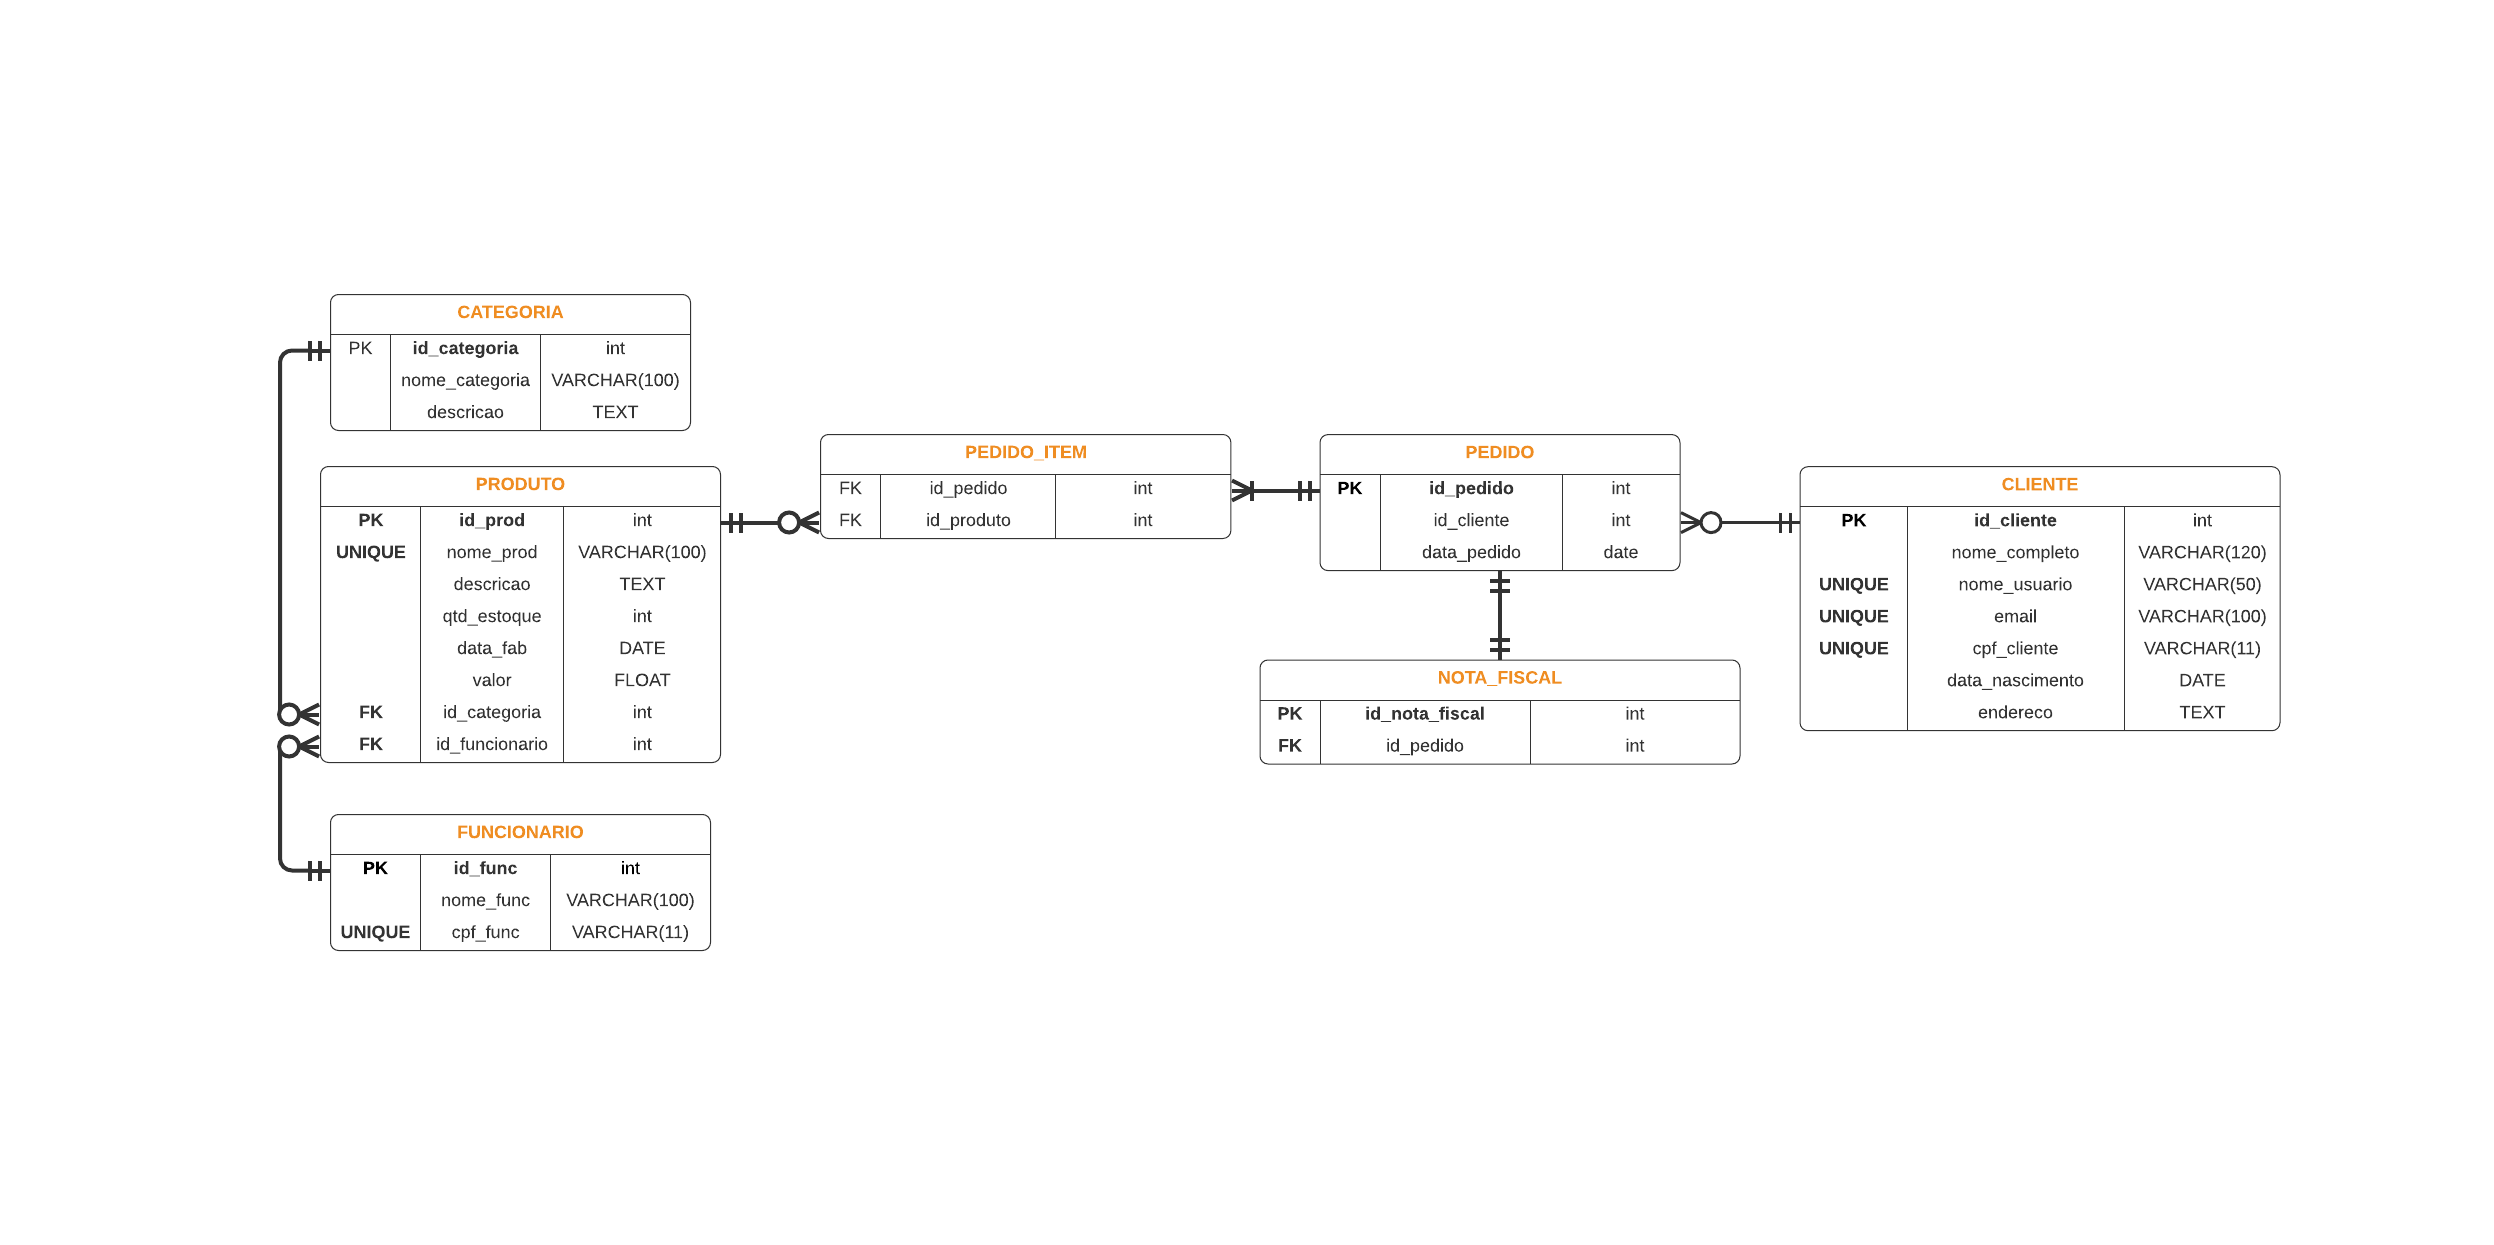 CATEGORIA
PK id_categoria int
nome_categoria VARCHAR(100)
descricao TEXT
PRODUTO
PK id_prod int
UNIQUE nome_prod VARCHAR(100)
descricao TEXT
qtd_estoque int
data_fab DATE
valor FLOAT
FK id_categoria int
FK id_funcionario int
FUNCIONARIO
PK id_func int
nome_func VARCHAR(100)
UNIQUE cpf_func VARCHAR(11)
PEDIDO_ITEM
FK id_pedido int
FK id_produto int
PEDIDO
PK id_pedido int
id_cliente int
data_pedido date
NOTA_FISCAL
PK id_nota_fiscal int
FK id_pedido int
CLIENTE
PK id_cliente int
nome_completo VARCHAR(120)
UNIQUE nome_usuario VARCHAR(50)
UNIQUE email VARCHAR(100)
UNIQUE cpf_cliente VARCHAR(11)
data_nascimento DATE
endereco TEXT